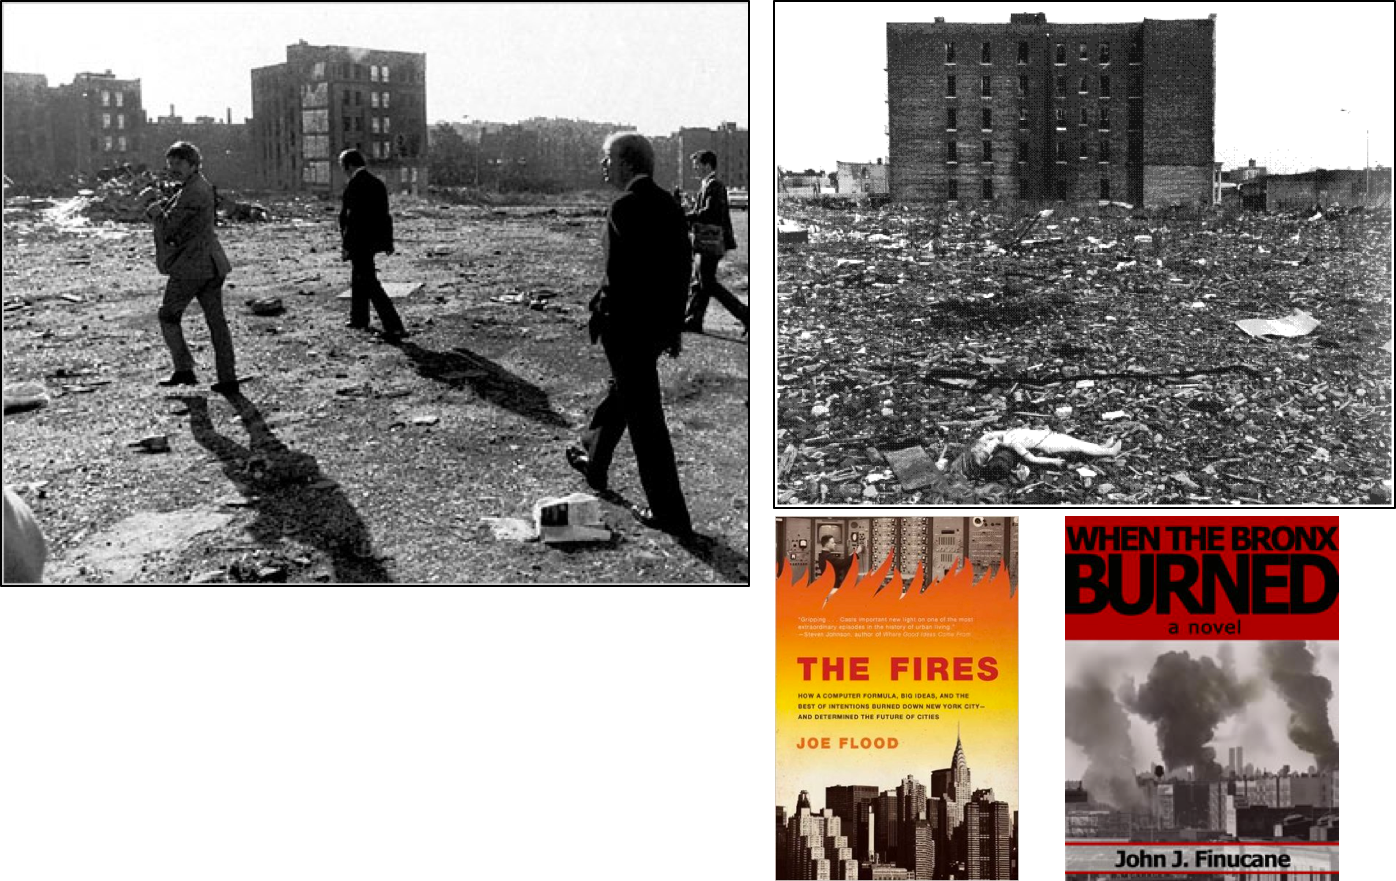 "Gripping . . . Casts important new light on one of the most
extraordinary episodes in the history of urban living."
—Steven Johnson, author of Where Good Ideas Come From
THE FIRES
HOW A COMPUTER FORMULA, BIG IDEAS, AND THE
BEST OF INTENTIONS BURNED DOWN NEW YORK CITY—
AND DETERMINED THE FUTURE OF CITIES
JOE FLOOD
WHEN THE BRONX
BURNED
a novel
John J. Finucane